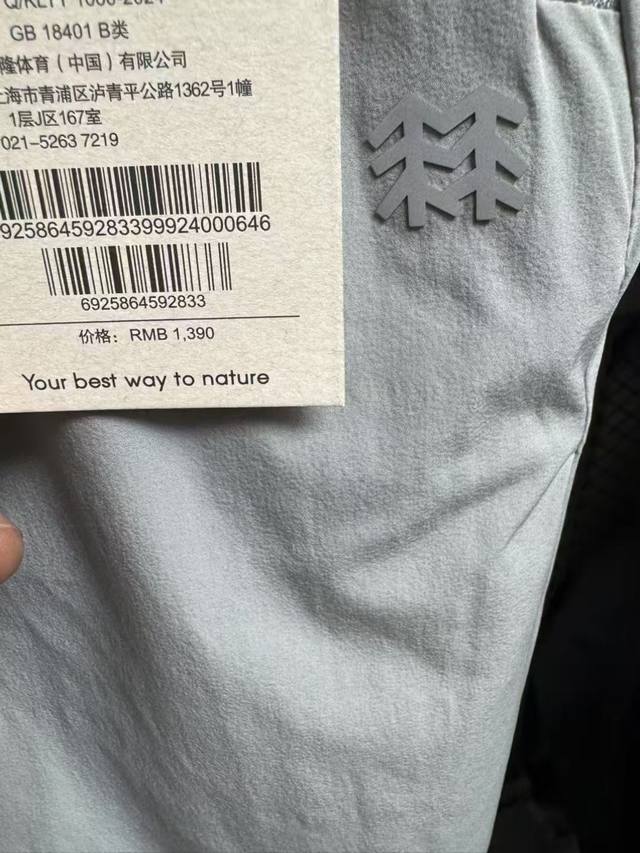 GB 18401 B类
隆体育（中国）有限公司
上海市青浦区沪青平公路1362号1幢
1层J区167室
021-5263 7219
92586459283399924000646
6925864592833
价格：RMB 1,390
Your best way to nature